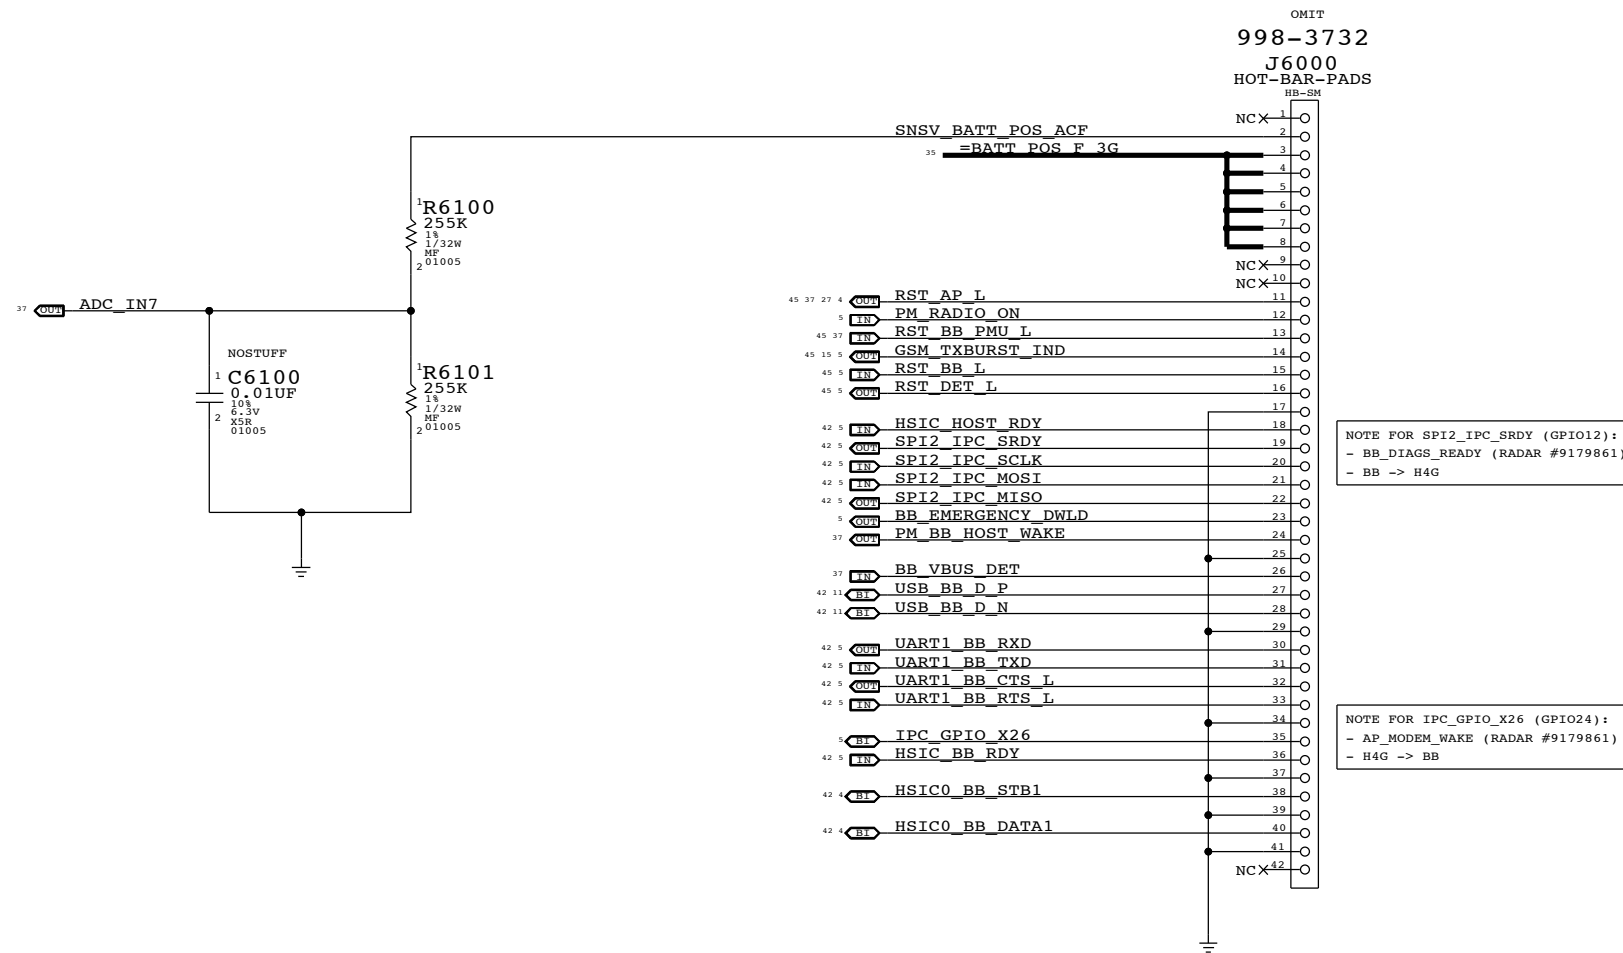 OMIT
998-3732
J6000
HOT-BAR-PADS
HB-SM
NC 1
SNSV_BATT_POS_ACF 2
35 =BATT_POS_F_3G 3
4
5
6
7
8
NC 9
NC 10
1 R6100
255K
1%
1/32W
MF
2 01005
37 OUT ADC_IN7
NOSTUFF
1 C6100
0.01UF
10%
6.3V
2 X5R
01005
1 R6101
255K
1%
1/32W
MF
2 01005
45 37 27 4 OUT RST_AP_L 11
5 IN PM_RADIO_ON 12
45 37 IN RST_BB_PMU_L 13
45 15 5 OUT GSM_TXBURST_IND 14
45 5 IN RST_BB_L 15
45 5 OUT RST_DET_L 16
17
42 5 IN HSIC_HOST_RDY 18
42 5 OUT SPI2_IPC_SRDY 19
42 5 IN SPI2_IPC_SCLK 20
42 5 IN SPI2_IPC_MOSI 21
42 5 OUT SPI2_IPC_MISO 22
5 OUT BB_EMERGENCY_DWLD 23
37 OUT PM_BB_HOST_WAKE 24
25
37 IN BB_VBUS_DET 26
42 11 BI USB_BB_D_P 27
42 11 BI USB_BB_D_N 28
29
42 5 OUT UART1_BB_RXD 30
42 5 IN UART1_BB_TXD 31
42 5 OUT UART1_BB_CTS_L 32
42 5 IN UART1_BB_RTS_L 33
34
5 BI IPC_GPIO_X26 35
42 5 IN HSIC_BB_RDY 36
37
42 4 BI HSIC0_BB_STB1 38
39
42 4 BI HSIC0_BB_DATA1 40
41
NC 42
NOTE FOR SPI2_IPC_SRDY (GPIO12):
- BB_DIAGS_READY (RADAR #9179861)
- BB -> H4G
NOTE FOR IPC_GPIO_X26 (GPIO24):
- AP_MODEM_WAKE (RADAR #9179861)
- H4G -> BB